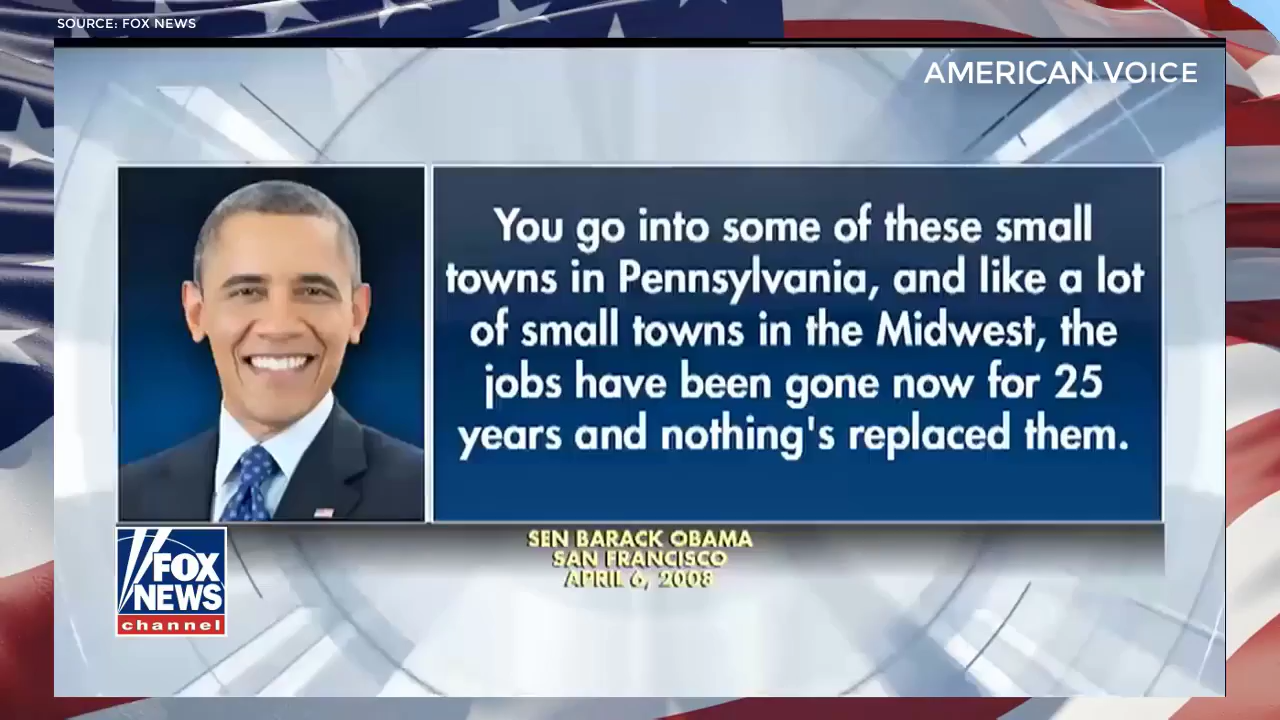 SOURCE: FOX NEWS
AMERICAN VOICE
You go into some of these small
towns in Pennsylvania, and like a lot
of small towns in the Midwest, the
jobs have been gone now for 25
years and nothing's replaced them.
SEN BARACK OBAMA
SAN FRANCISCO
APRIL 6, 2008
FOX
NEWS
channel